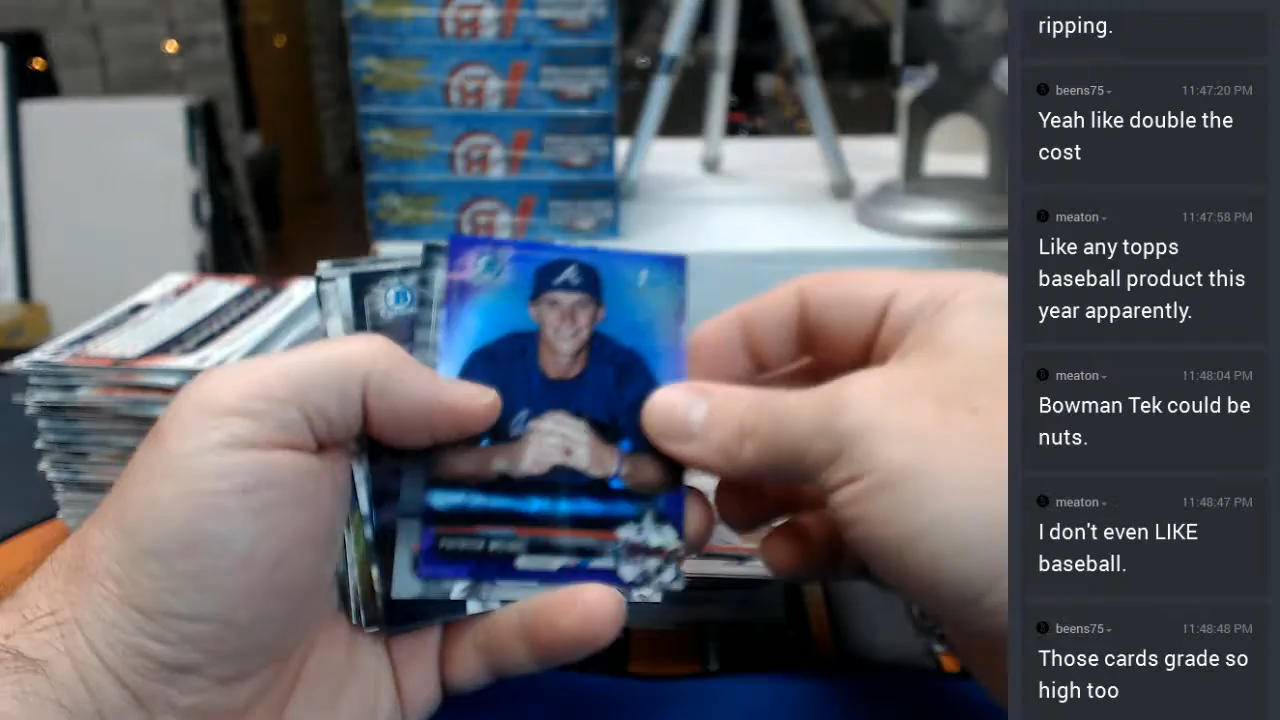 ripping.
beens75
11:47:20 PM
Yeah like double the
cost
meaton
11:47:58 PM
Like any topps
baseball product this
year apparently.
meaton
11:48:04 PM
Bowman Tek could be
nuts.
meaton
11:48:47 PM
I don't even LIKE
baseball.
beens75
11:48:48 PM
Those cards grade so
high too
A
B